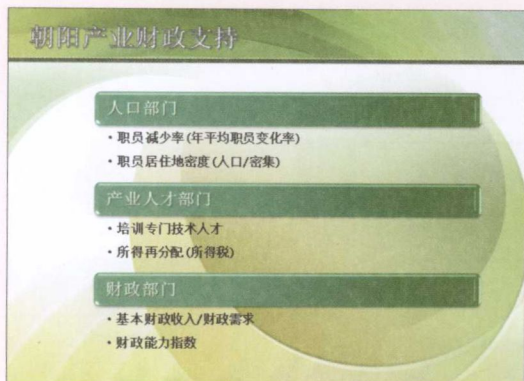 朝阳产业财政支持
人口部门
• 职员减少率(年平均职员变化率)
• 职员居住地密度(人口/密集)
产业人才部门
• 培训专门技术人才
• 所得再分配(所得税)
财政部门
• 基本财政收入/财政需求
• 财政能力指数